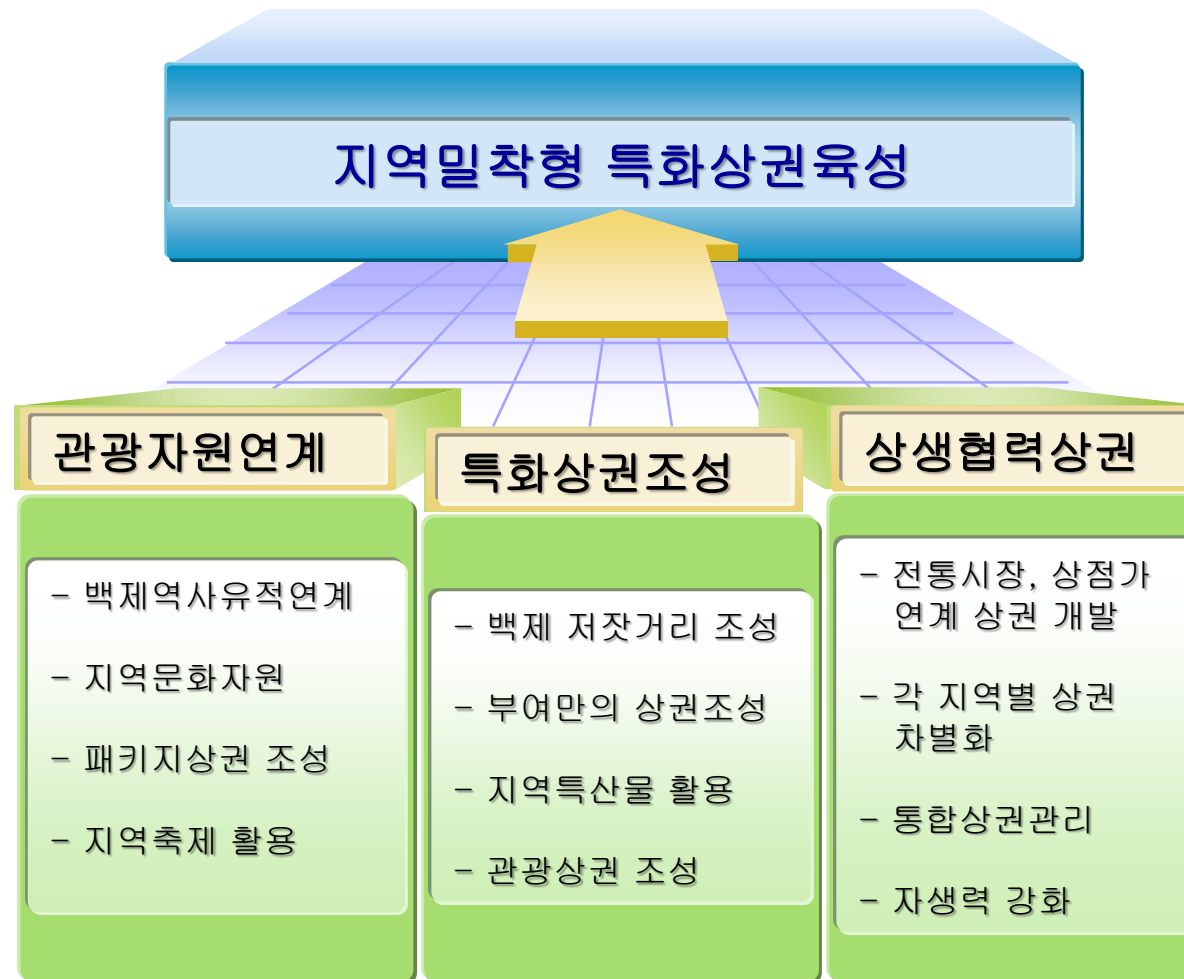 지역밀착형 특화상권육성
관광자원연계
- 백제역사유적연계
- 지역문화자원
- 패키지상권 조성
- 지역축제 활용
특화상권조성
- 백제 저잣거리 조성
- 부여만의 상권조성
- 지역특산물 활용
- 관광상권 조성
상생협력상권
- 전통시장, 상점가
연계 상권 개발
- 각 지역별 상권
차별화
- 통합상권관리
- 자생력 강화